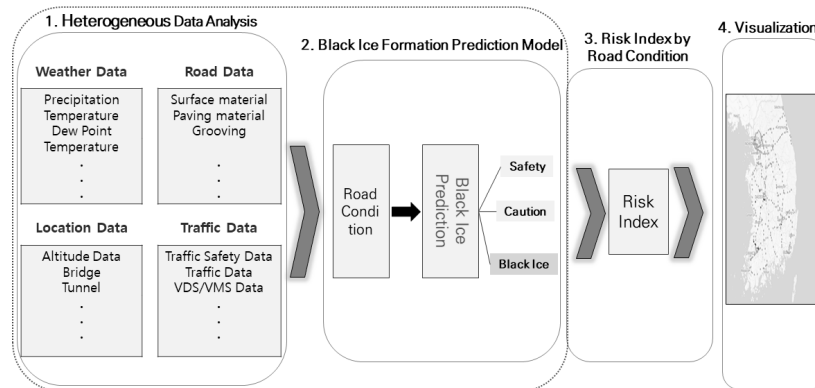 1. Heterogeneous Data Analysis
Weather Data
Precipitation
Temperature
Dew Point
Temperature
.
.
.
Road Data
Surface material
Paving material
Grooving
.
.
.
Location Data
Altitude Data
Bridge
Tunnel
.
.
.
Traffic Data
Traffic Safety Data
Traffic Data
VDS/VMS Data
.
.
.
2. Black Ice Formation Prediction Model
Road
Condi
tion
Black Ice
Prediction
Safety
Caution
Black Ice
3. Risk Index by
Road Condition
Risk
Index
4. Visualization